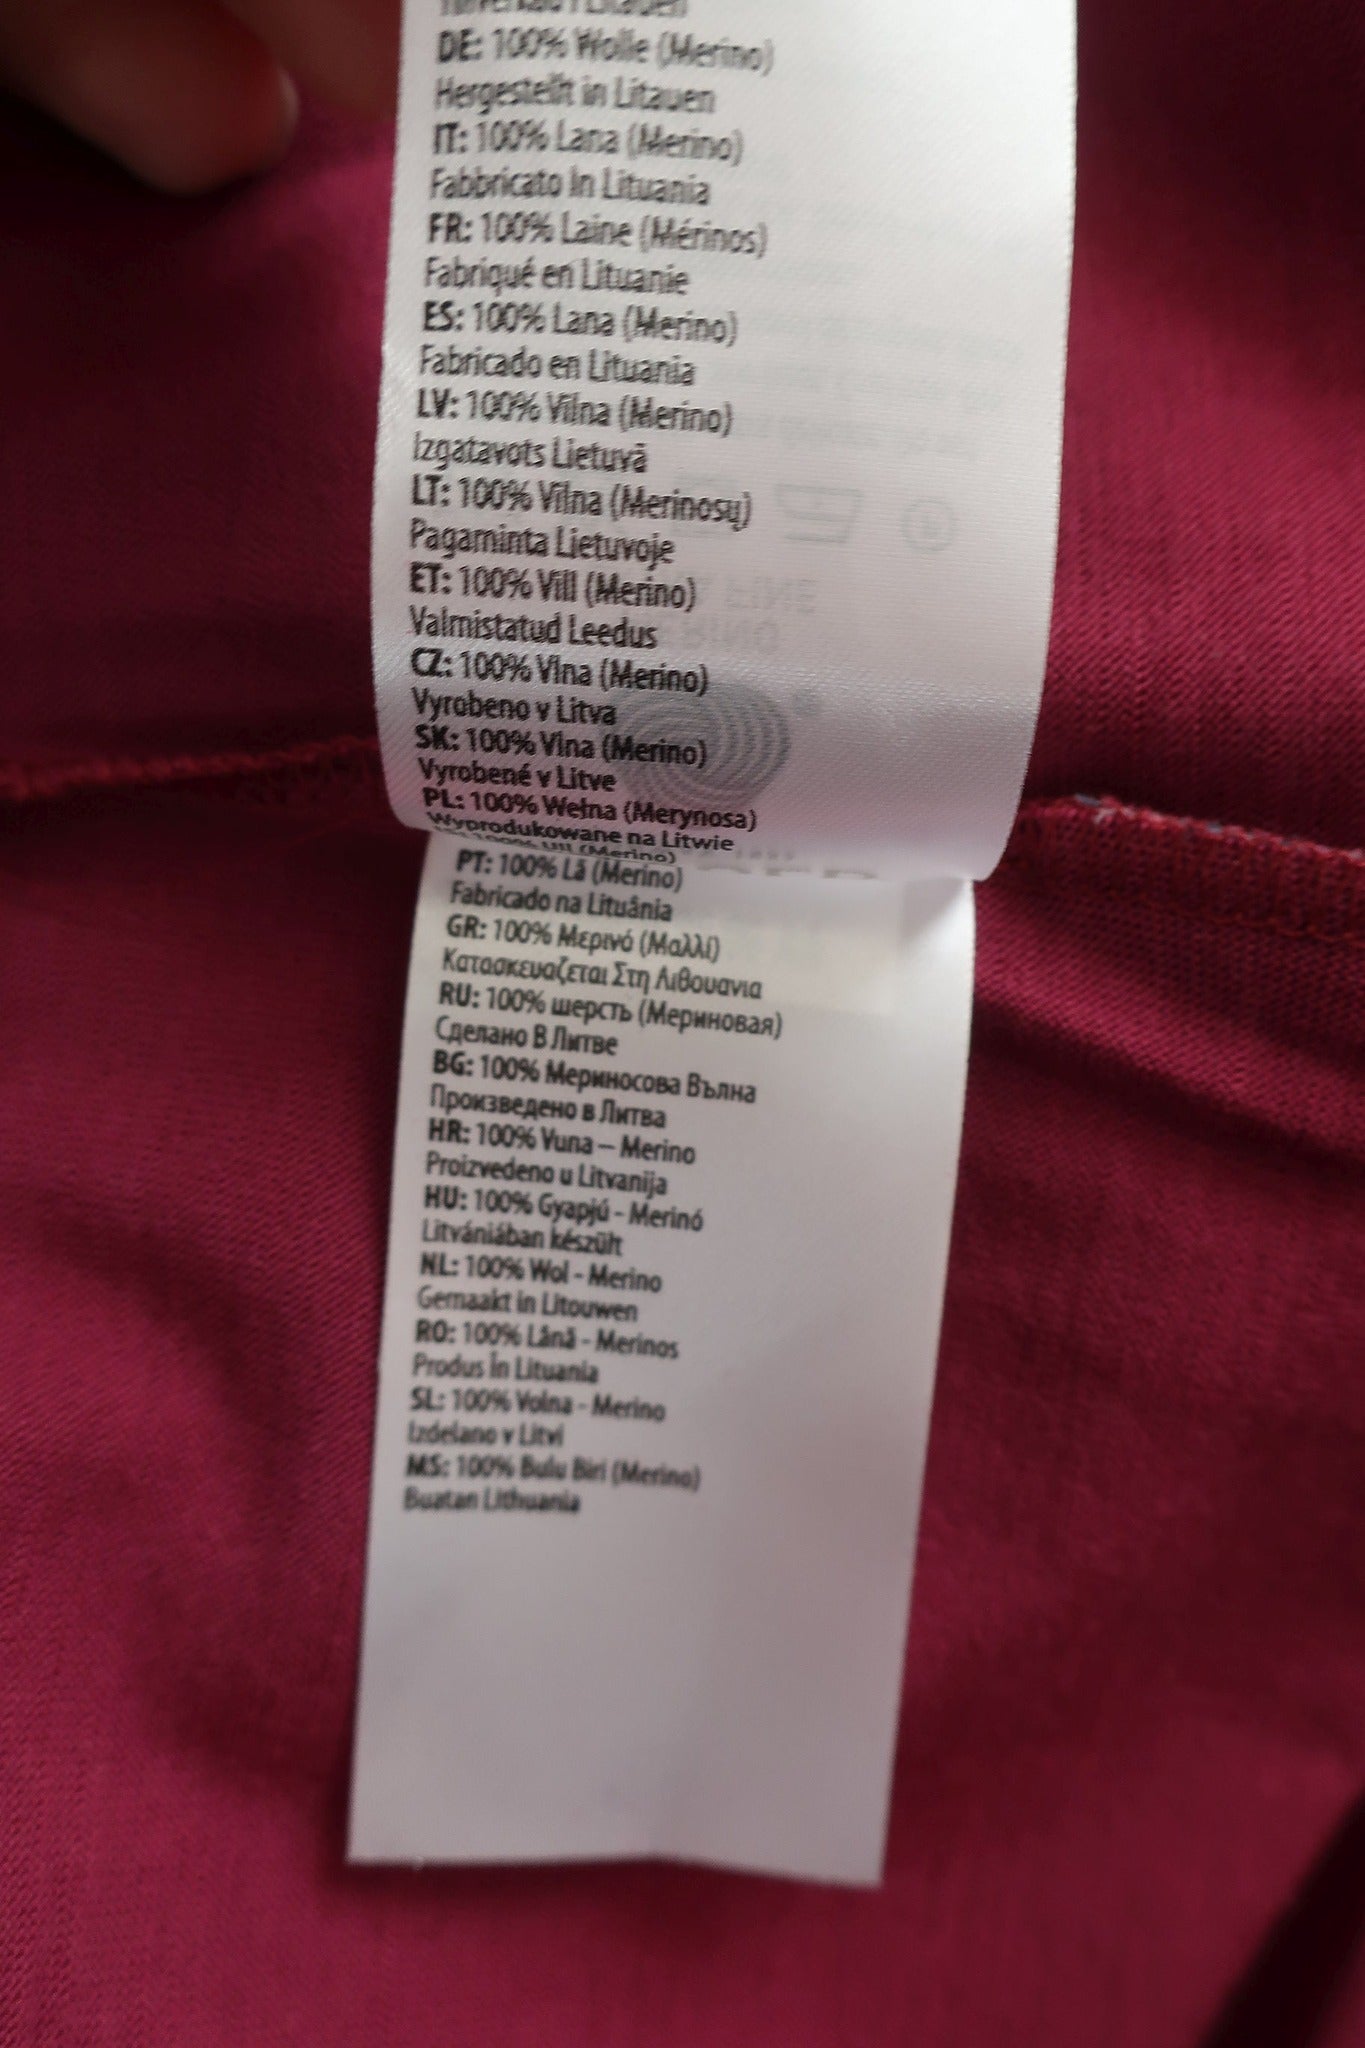 i Litauen
DE: 100% Wolle (Merino)
Hergestellt in Litauen
IT: 100% Lana (Merino)
Fabbricato In Lituania
FR: 100% Laine (Mérinos)
Fabriqué en Lituanie
ES: 100% Lana (Merino)
Fabricado en Lituania
LV: 100% Vilna (Merino)
Izgatavots Lietuvā
LT: 100% Vilna (Merinosų)
Pagaminta Lietuvoje
ET: 100% Vill (Merino)
Valmistatud Leedus
CZ: 100% Vlna (Merino)
Vyrobeno v Litva
SK: 100% Vlna (Merino)
Vyrobené v Litve
PL: 100% Wełna (Merynosa)
Wyprodukowane na Litwie
100% Ull (Merino)
PT: 100% Lã (Merino)
Fabricado na Lituânia
GR: 100% Μερινό (Μαλλί)
Κατασκευαζεται Στη Λιθουανια
RU: 100% шерсть (Мериновая)
Сделано В Литве
BG: 100% Мериносова Вълна
Произведено в Литва
HR: 100% Vuna – Merino
Proizvedeno u Litvanija
HU: 100% Gyapjú - Merinó
Litvániában készült
NL: 100% Wol - Merino
Gemaakt in Litouwen
RO: 100% Lână - Merinos
Produs în Lituania
SL: 100% Volna - Merino
Izdelano v Litvi
MS: 100% Bulu Biri (Merino)
Buatan Lithuania